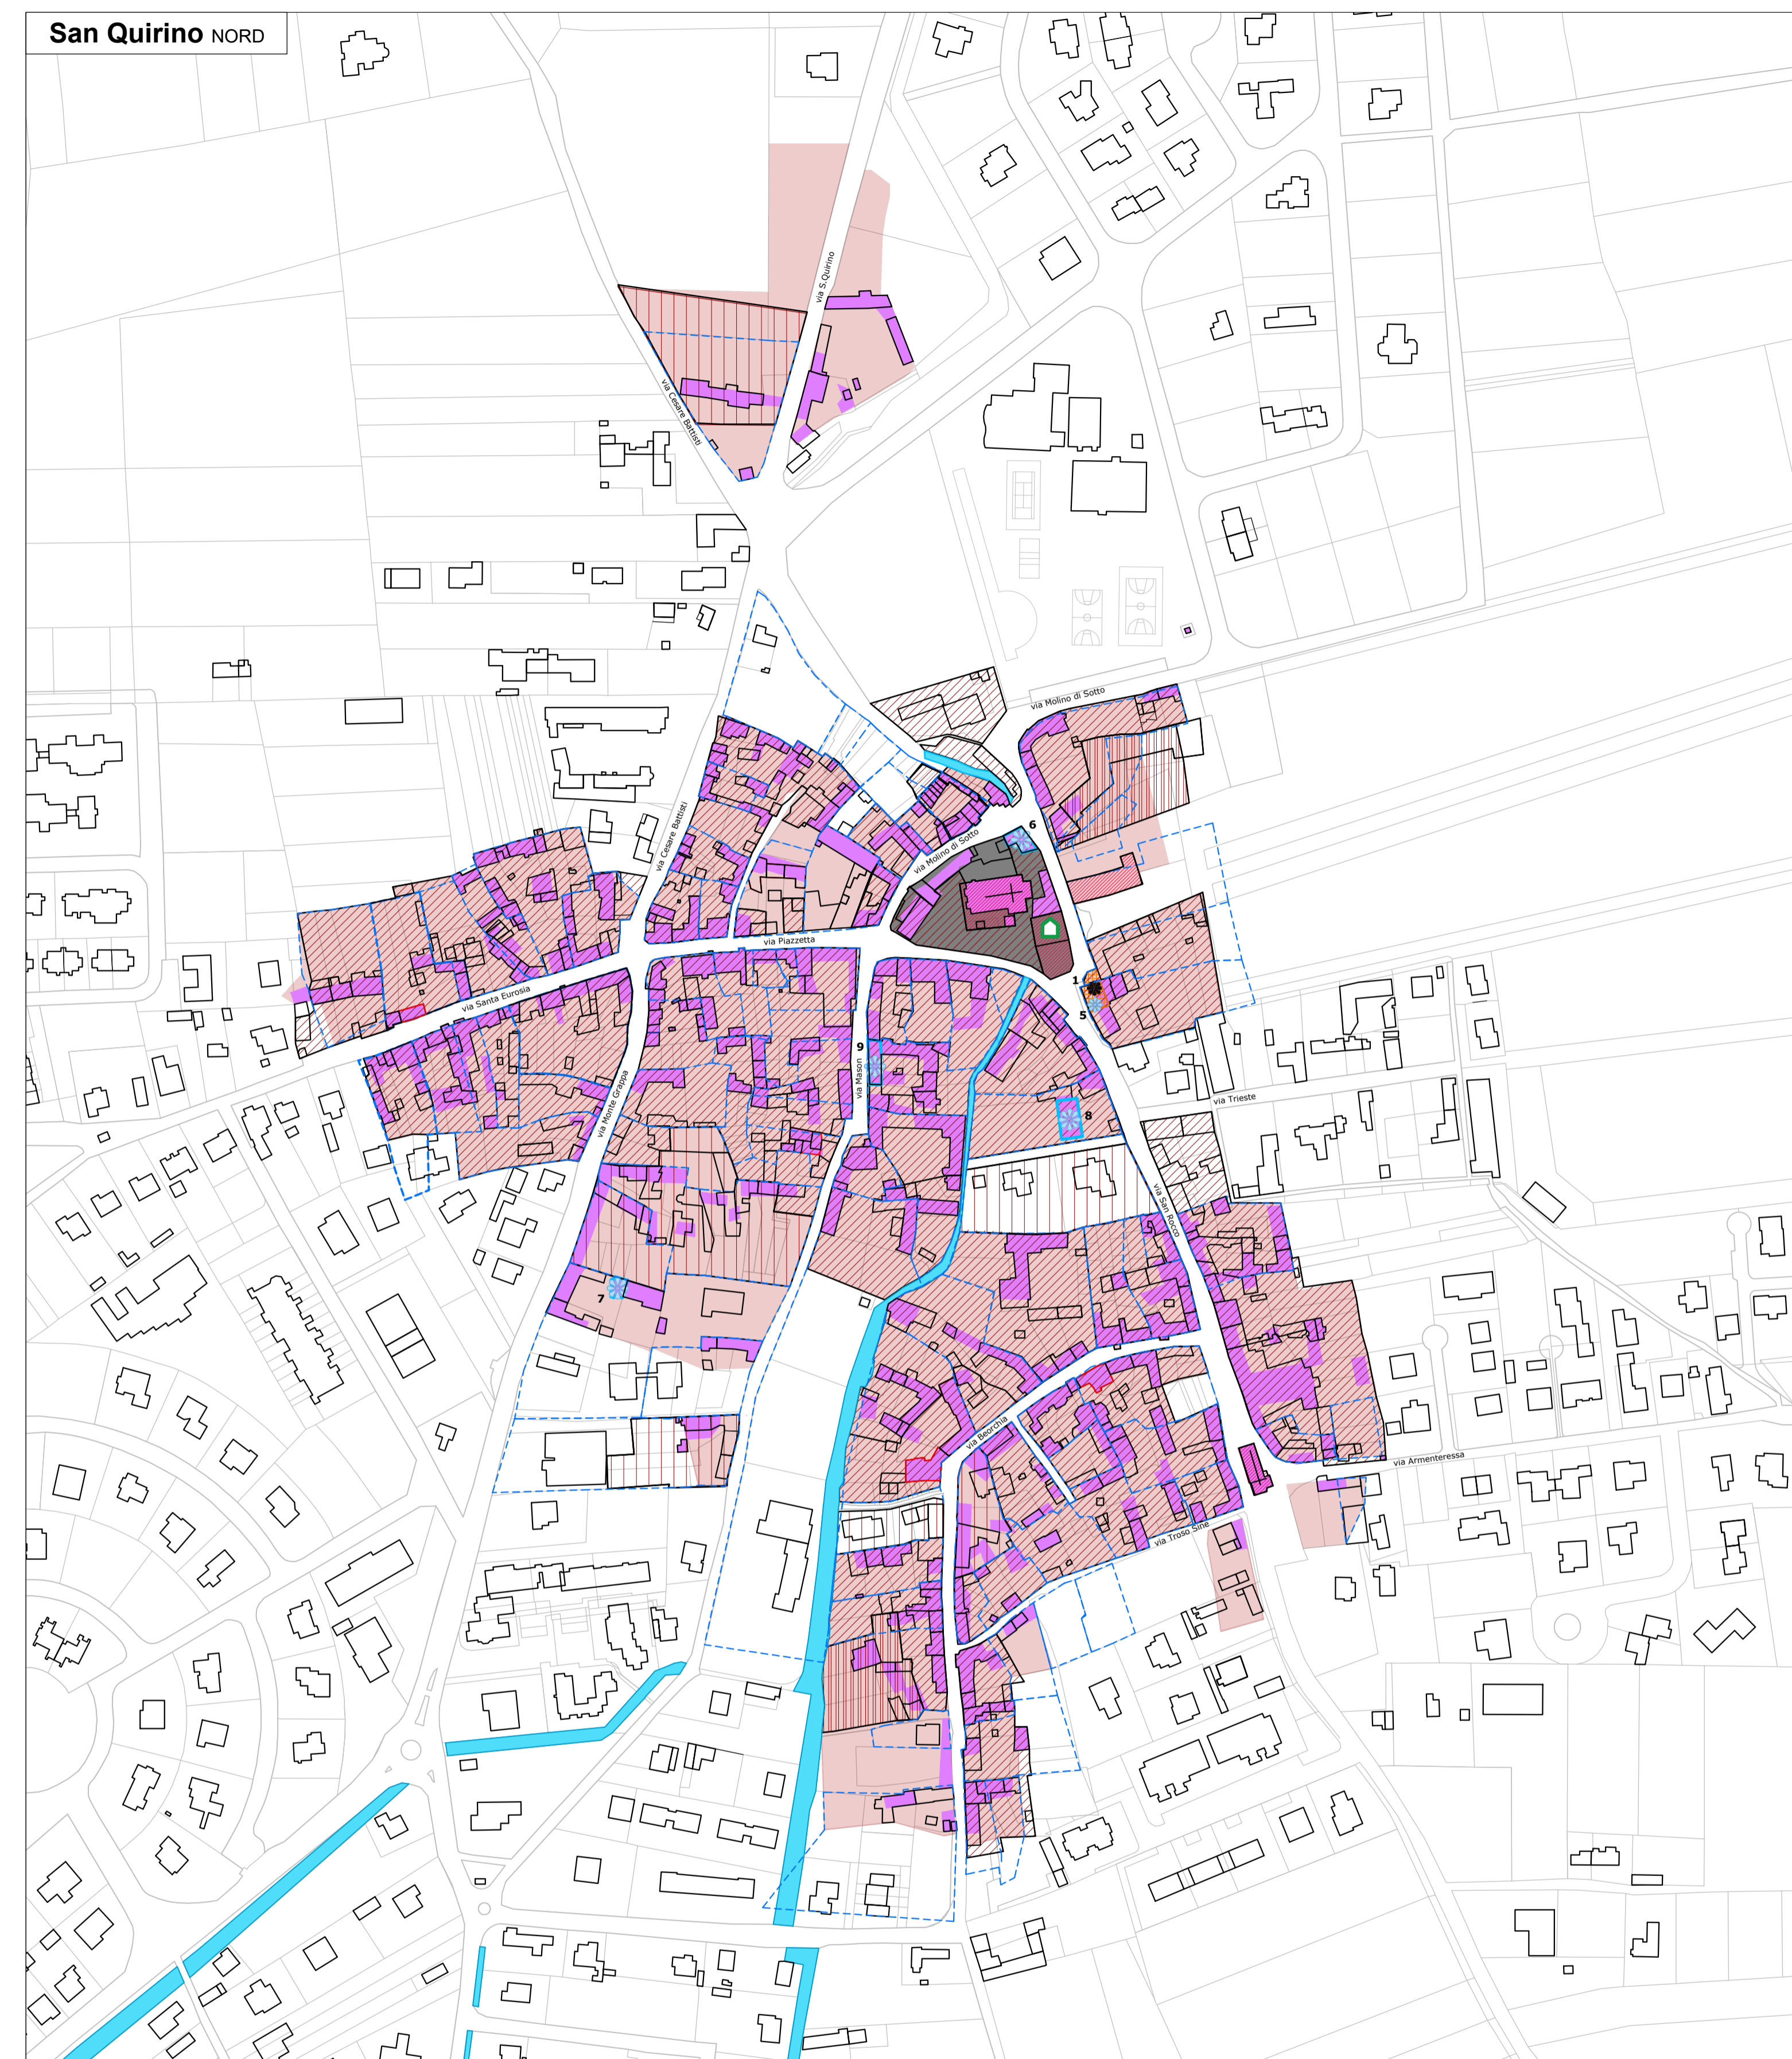 San Quirino NORD
via S.Quirino
via Cesare Battisti
via Molino di Sotto
via Cesare Battisti
6
via Molino di Sotto
via Piazzetta
1
via Santa Eurosia
5
9
via Mason
via Monte Grappa
via Trieste
8
via San Rocco
7
via Beorchia
via Armenteressa
via Troso Sine